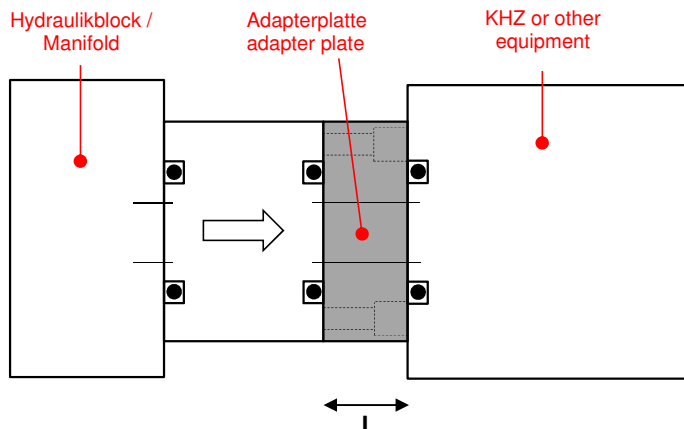 Hydraulikblock /
Manifold
Adapterplatte
adapter plate
KHZ or other
equipment
L